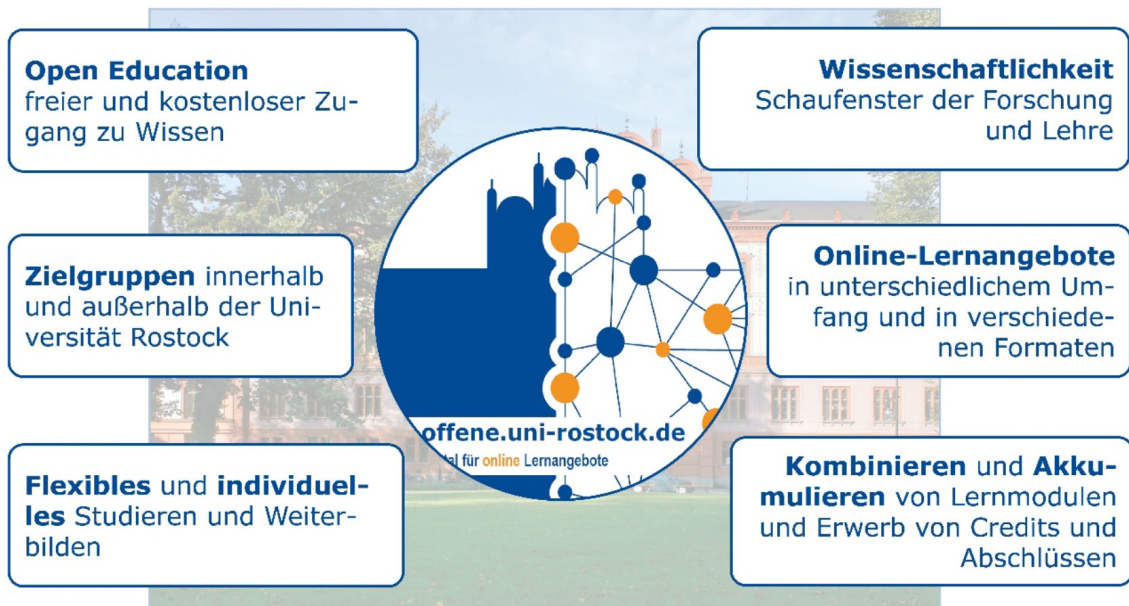 Open Education
freier und kostenloser Zu-
gang zu Wissen
Wissenschaftlichkeit
Schaufenster der Forschung
und Lehre
Zielgruppen innerhalb
und außerhalb der Uni-
versität Rostock
Online-Lernangebote
in unterschiedlichem Um-
fang und in verschiede-
nen Formaten
offene.uni-rostock.de
tal für online Lernangebote
Flexibles und individuel-
les Studieren und Weiter-
bilden
Kombinieren und Akku-
mulieren von Lernmodulen
und Erwerb von Credits und
Abschlüssen